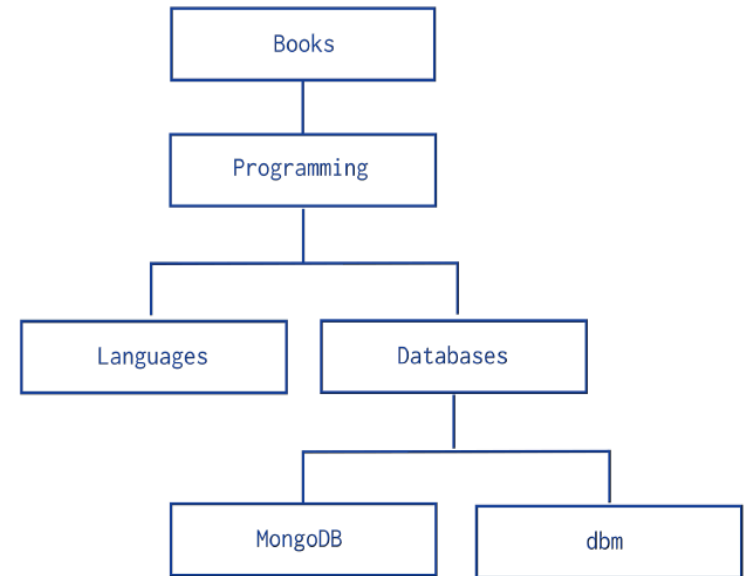 Books
Programming
Languages
Databases
MongoDB
dbm